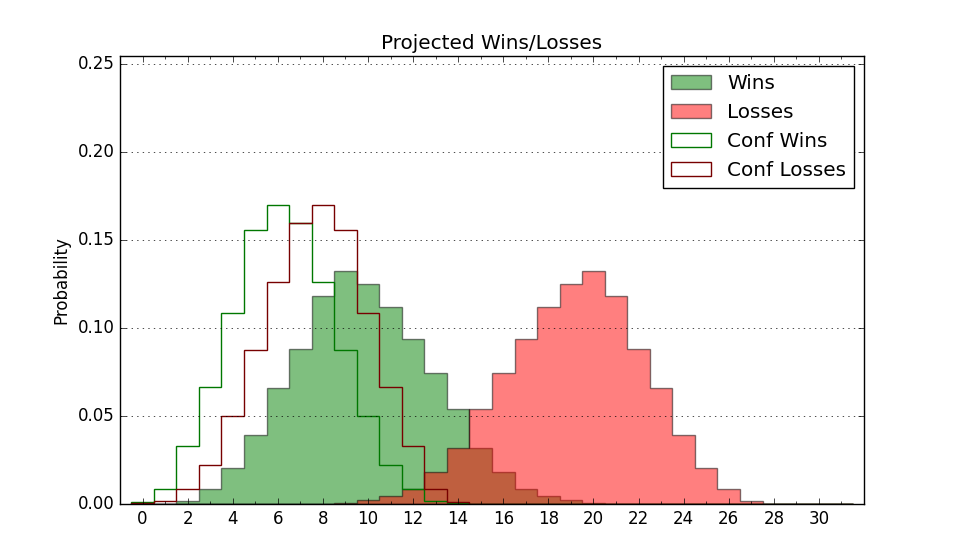 Projected Wins/Losses
0.25
0.20
0.15
0.10
0.05
0.00
Probability
Wins
Losses
Conf Wins
Conf Losses
0 2 4 6 8 10 12 14 16 18 20 22 24 26 28 30